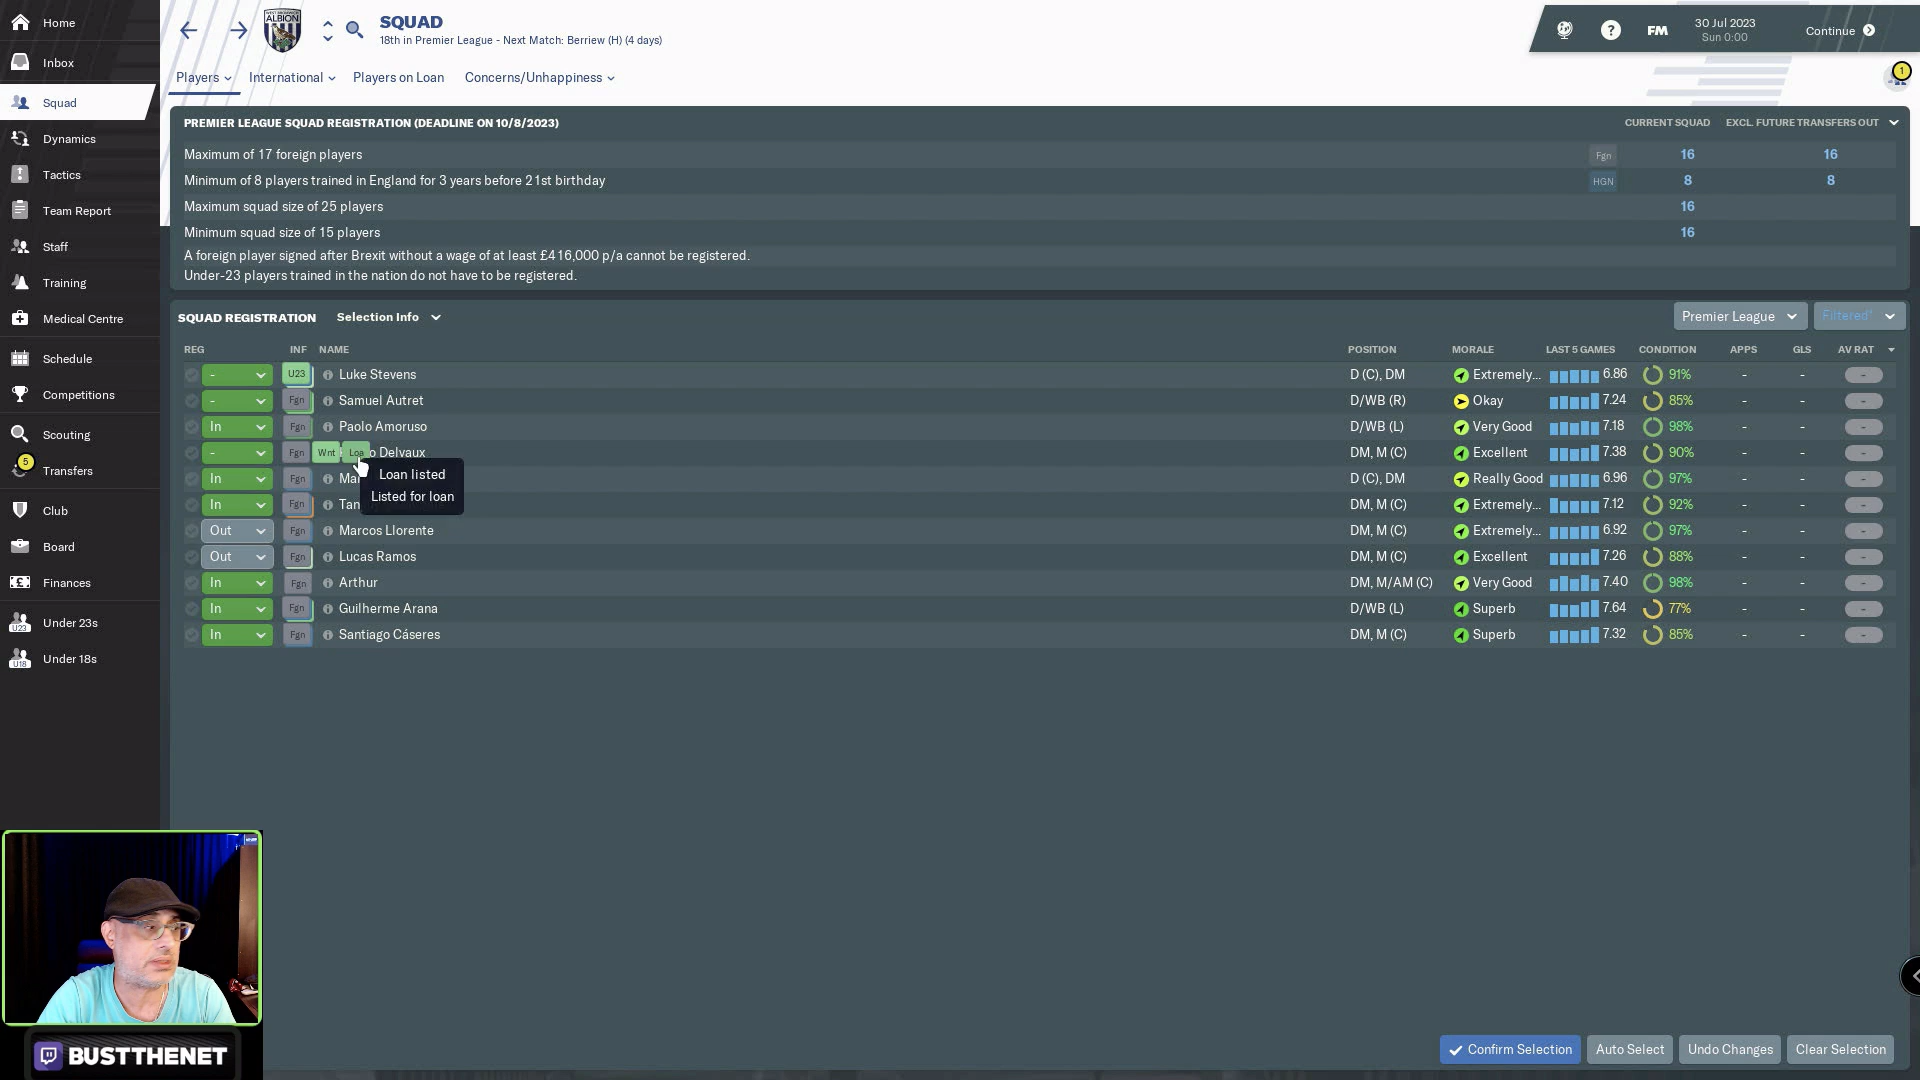 Home
Inbox
Squad
Dynamics
Tactics
Team Report
Staff
Training
Medical Centre
Schedule
Competitions
Scouting
5
Transfers
Club
Board
Finances
U23
Under 23s
U18
Under 18s
ALBION
SQUAD
18th in Premier League - Next Match: Berriew (H) (4 days)
?
FM
30 Jul 2023
Sun 0:00
Continue
1
Players
International
Players on Loan
Concerns/Unhappiness
PREMIER LEAGUE SQUAD REGISTRATION (DEADLINE ON 10/8/2023)
CURRENT SQUAD
EXCL. FUTURE TRANSFERS OUT
Maximum of 17 foreign players Fgn 16 16
Minimum of 8 players trained in England for 3 years before 21st birthday HGN 8 8
Maximum squad size of 25 players 16
Minimum squad size of 15 players 16
A foreign player signed after Brexit without a wage of at least £416,000 p/a cannot be registered.
Under-23 players trained in the nation do not have to be registered.
SQUAD REGISTRATION
Selection Info
Premier League
Filtered*
REG INF NAME POSITION MORALE LAST 5 GAMES CONDITION APPS GLS AV RAT
- U23 Luke Stevens D (C), DM Extremely... 6.86 91% - - -
- Fgn Samuel Autret D/WB (R) Okay 7.24 85% - - -
In Fgn Paolo Amoruso D/WB (L) Very Good 7.18 98% - - -
- Fgn Wnt Loa o Delvaux DM, M (C) Excellent 7.38 90% - - -
In Fgn Mar D (C), DM Really Good 6.96 97% - - -
In Fgn Tan DM, M (C) Extremely... 7.12 92% - - -
Out Fgn Marcos Llorente DM, M (C) Extremely... 6.92 97% - - -
Out Fgn Lucas Ramos DM, M (C) Excellent 7.26 88% - - -
In Fgn Arthur DM, M/AM (C) Very Good 7.40 98% - - -
In Fgn Guilherme Arana D/WB (L) Superb 7.64 77% - - -
In Fgn Santiago Cáseres DM, M (C) Superb 7.32 85% - - -
Loan listed
Listed for loan
BUSTTHENET
Confirm Selection
Auto Select
Undo Changes
Clear Selection